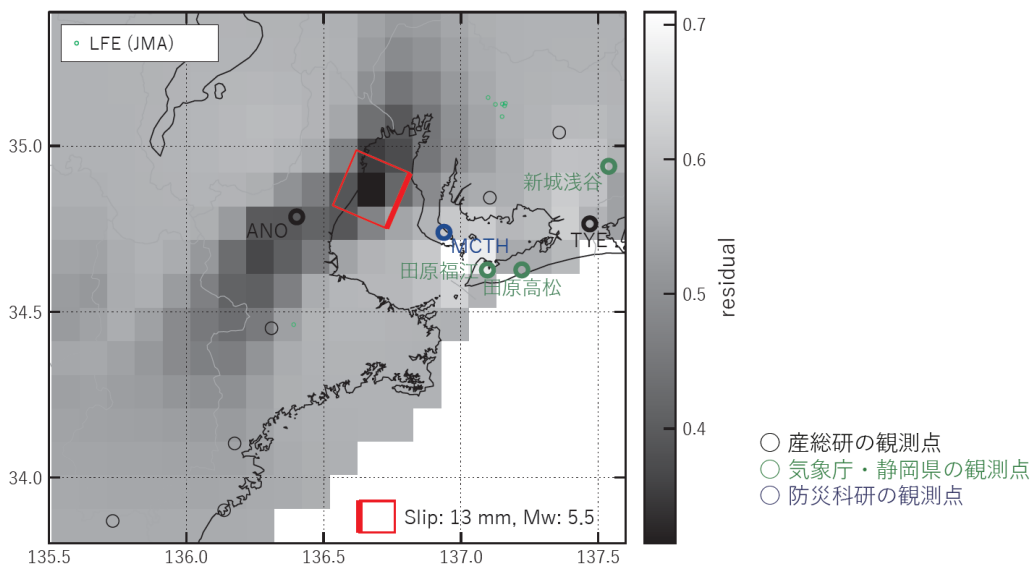 LFE (JMA)
0.7
35.0
0.6
新城浅谷
ANO
TYE
MCTH
田原福江
田原高松
34.5
0.5
residual
0.4
34.0
産総研の観測点
気象庁・静岡県の観測点
防災科研の観測点
Slip: 13 mm, Mw: 5.5
135.5
136.0
136.5
137.0
137.5